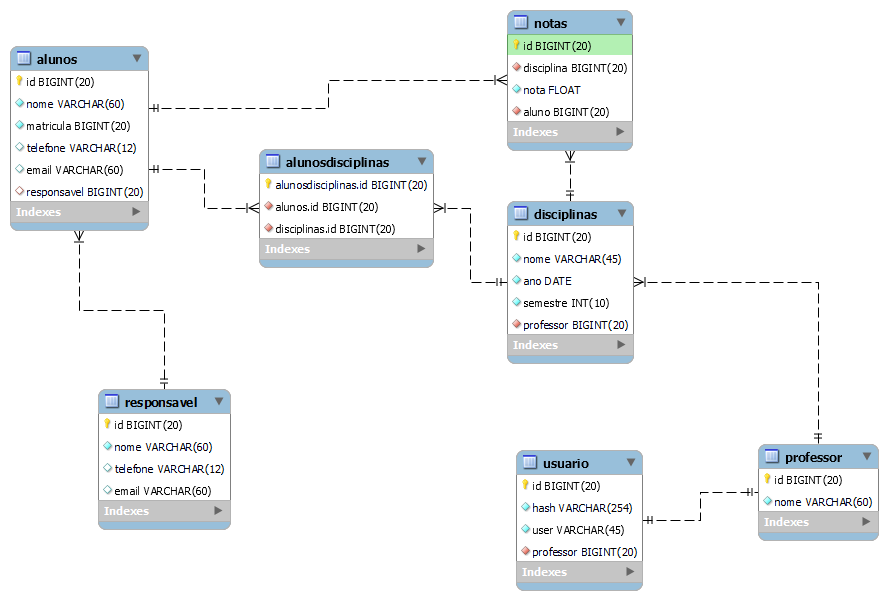 alunos
id BIGINT(20)
nome VARCHAR(60)
matricula BIGINT(20)
telefone VARCHAR(12)
email VARCHAR(60)
responsavel BIGINT(20)
Indexes
notas
id BIGINT(20)
disciplina BIGINT(20)
nota FLOAT
aluno BIGINT(20)
Indexes
alunosdisciplinas
alunosdisciplinas.id BIGINT(20)
alunos.id BIGINT(20)
disciplinas.id BIGINT(20)
Indexes
disciplinas
id BIGINT(20)
nome VARCHAR(45)
ano DATE
semestre INT(10)
professor BIGINT(20)
Indexes
responsavel
id BIGINT(20)
nome VARCHAR(60)
telefone VARCHAR(12)
email VARCHAR(60)
Indexes
usuario
id BIGINT(20)
hash VARCHAR(254)
user VARCHAR(45)
professor BIGINT(20)
Indexes
professor
id BIGINT(20)
nome VARCHAR(60)
Indexes